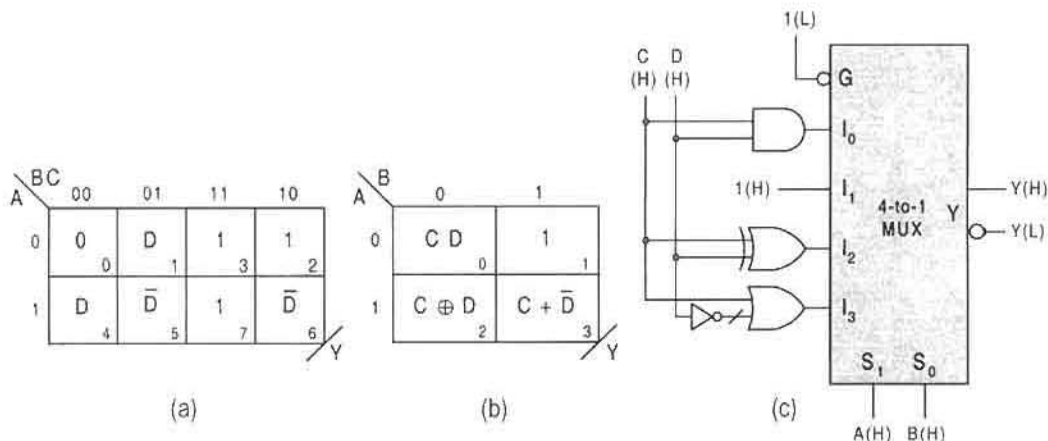 B C
A
00 01 11 10
0
0 D 1 1
0 1 3 2
1
D D̅ 1 D̅
4 5 7 6
Y
(a)
B
A
0 1
0
C D 1
0 1
1
C ⊕ D C + D̅
2 3
Y
(b)
1(L)
C D
(H) (H)
G
I₀
1(H)
I₁
4-to-1
MUX
Y
Y(H)
Y(L)
I₂
I₃
S₁ S₀
A(H) B(H)
(c)